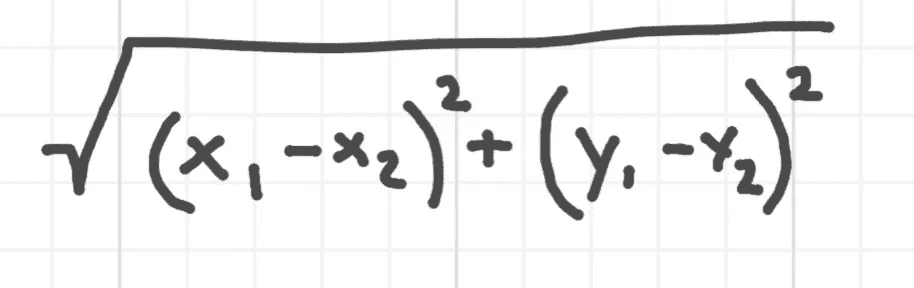 √((x₁ - x₂)² + (y₁ - y₂)²)